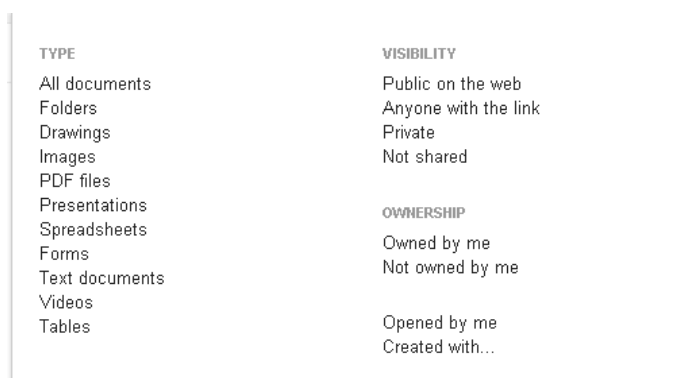 TYPE
All documents
Folders
Drawings
Images
PDF files
Presentations
Spreadsheets
Forms
Text documents
Videos
Tables
VISIBILITY
Public on the web
Anyone with the link
Private
Not shared
OWNERSHIP
Owned by me
Not owned by me
Opened by me
Created with...